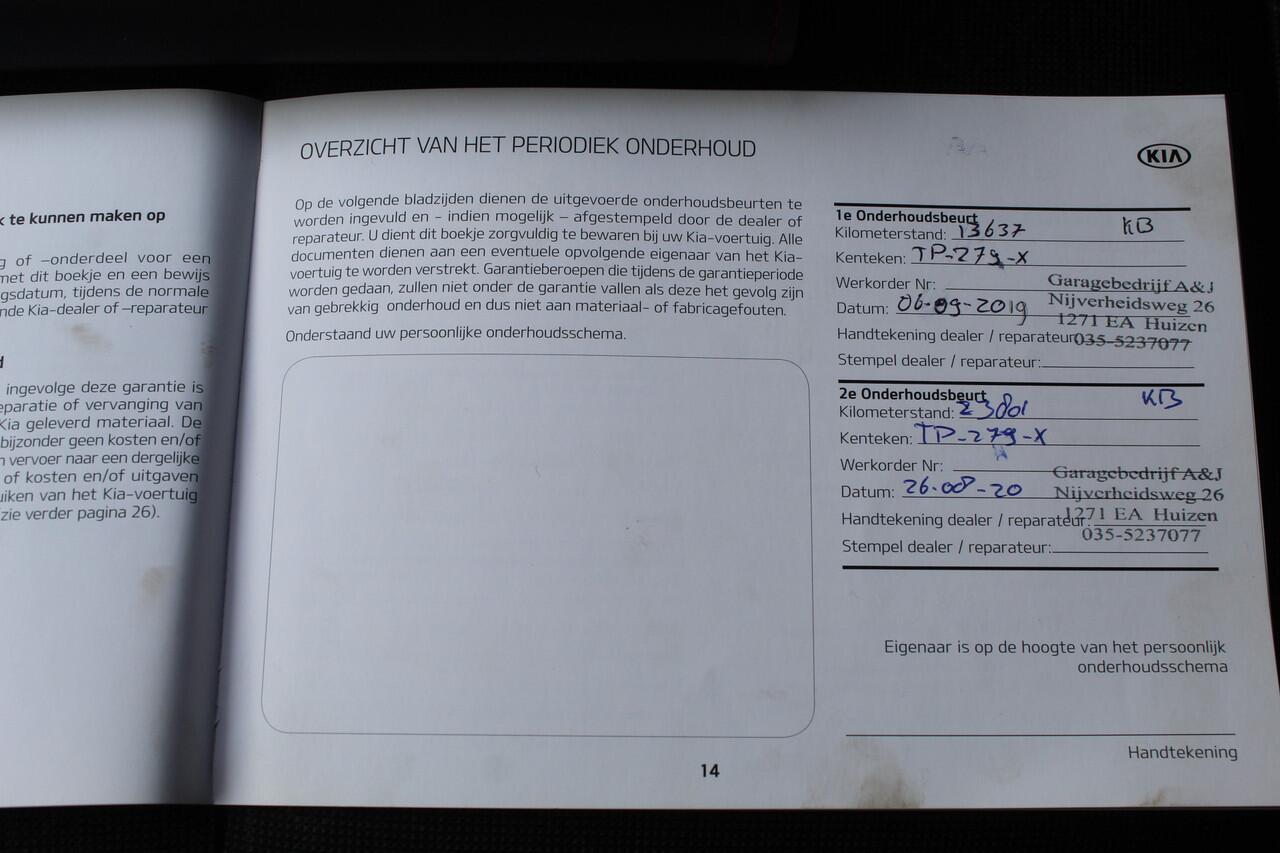 k te kunnen maken op
g of –onderdeel voor een
met dit boekje en een bewijs
gsdatum, tijdens de normale
nde Kia-dealer of –reparateur
d
ingevolge deze garantie is
eparatie of vervanging van
Kia geleverd materiaal. De
bijzonder geen kosten en/of
n vervoer naar een dergelijke
of kosten en/of uitgaven
uiken van het Kia-voertuig
zie verder pagina 26).
OVERZICHT VAN HET PERIODIEK ONDERHOUD
Op de volgende bladzijden dienen de uitgevoerde onderhoudsbeurten te
worden ingevuld en - indien mogelijk – afgestempeld door de dealer of
reparateur. U dient dit boekje zorgvuldig te bewaren bij uw Kia-voertuig. Alle
documenten dienen aan een eventuele opvolgende eigenaar van het Kia-
voertuig te worden verstrekt. Garantieberoepen die tijdens de garantieperiode
worden gedaan, zullen niet onder de garantie vallen als deze het gevolg zijn
van gebrekkig onderhoud en dus niet aan materiaal- of fabricagefouten.
Onderstaand uw persoonlijke onderhoudsschema.
KIA
1e Onderhoudsbeurt
Kilometerstand: 13637 KB
Kenteken: TP-279-X
Werkorder Nr:
Datum: 06-09-2019
Handtekening dealer / reparateur
Stempel dealer / reparateur:
Garagebedrijf A&J
Nijverheidsweg 26
1271 EA Huizen
035-5237077
2e Onderhoudsbeurt KB
Kilometerstand: 23801
Kenteken: TP-279-X
Werkorder Nr:
Datum: 26-08-20
Handtekening dealer / reparateur:
Stempel dealer / reparateur:
Garagebedrijf A&J
Nijverheidsweg 26
1271 EA Huizen
035-5237077
Eigenaar is op de hoogte van het persoonlijk
onderhoudsschema
Handtekening
14